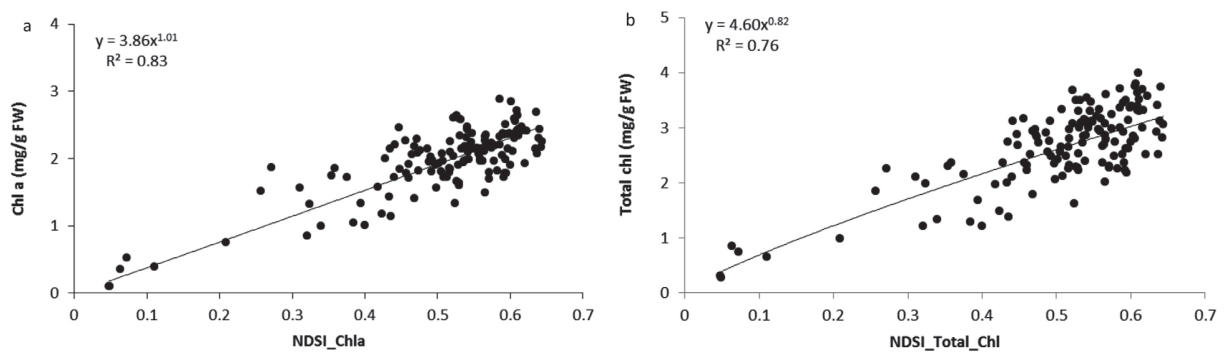 a
y = 3.86x^1.01
R² = 0.83
Chl a (mg/g FW)
4
3
2
1
0
0 0.1 0.2 0.3 0.4 0.5 0.6 0.7
NDSI_Chla
b
y = 4.60x^0.82
R² = 0.76
Total chl (mg/g FW)
5
4
3
2
1
0
0 0.1 0.2 0.3 0.4 0.5 0.6 0.7
NDSI_Total_Chl